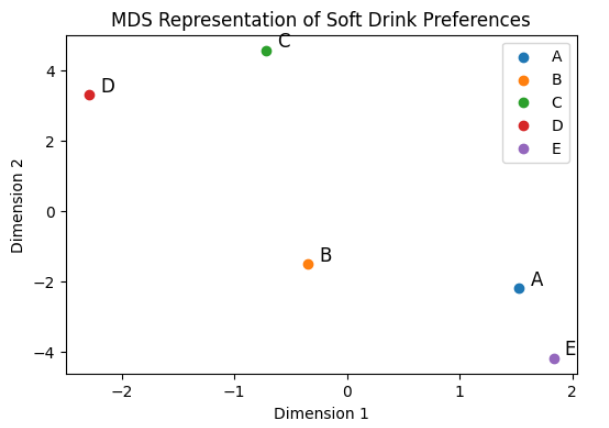 MDS Representation of Soft Drink Preferences
C
D
B
A
E
A
B
C
D
E
4
2
0
−2
−4
Dimension 2
−2
−1
0
1
2
Dimension 1